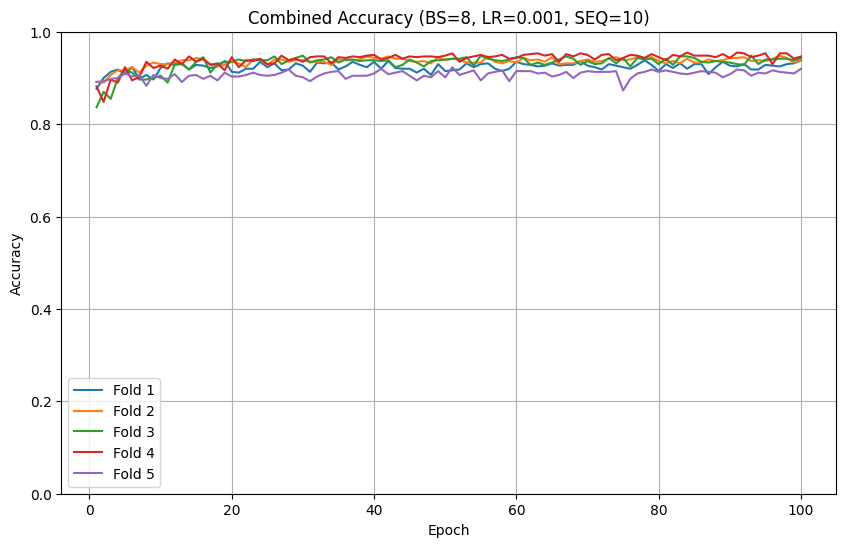 Combined Accuracy (BS=8, LR=0.001, SEQ=10)
1.0
0.8
0.6
0.4
0.2
0.0
Accuracy
Fold 1
Fold 2
Fold 3
Fold 4
Fold 5
0 20 40 60 80 100
Epoch